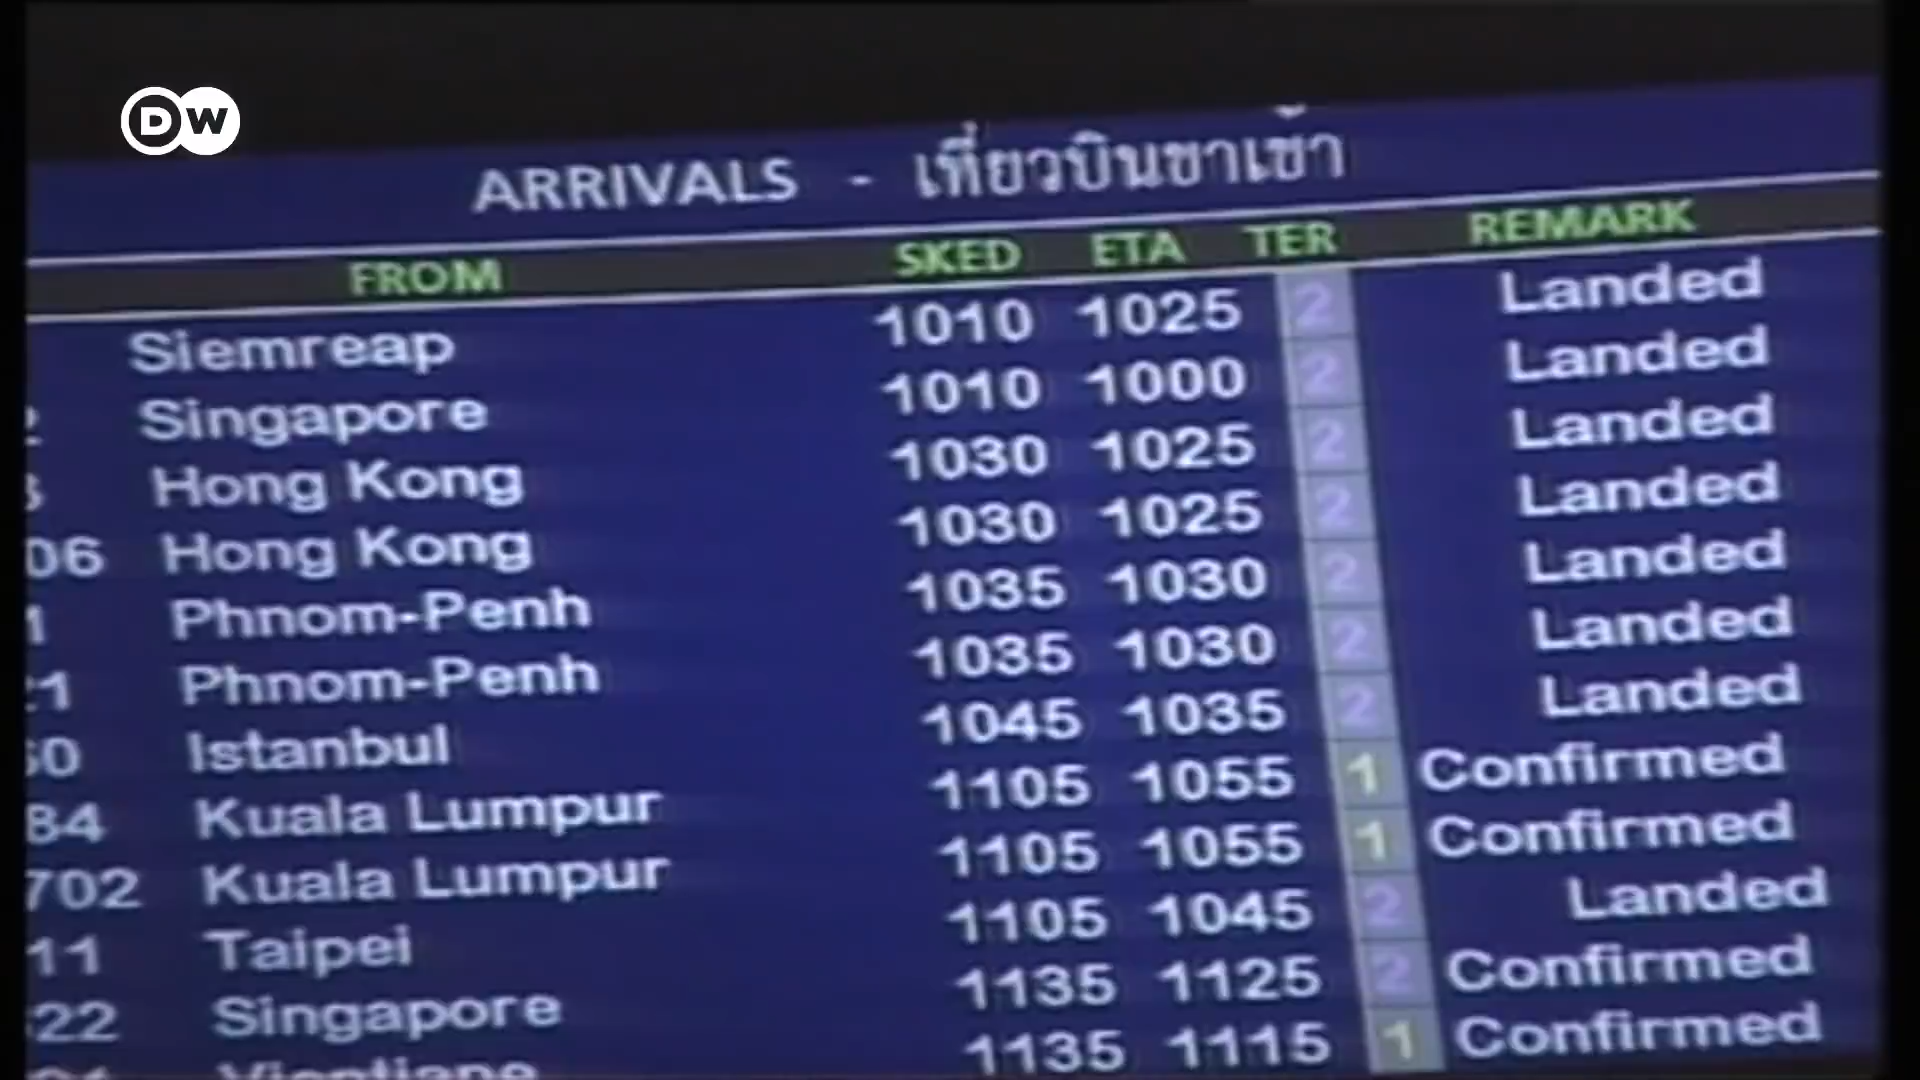 DW
ARRIVALS - เที่ยวบินขาเข้า
FROM SKED ETA TER REMARK
Siemreap 1010 1025 2 Landed
Singapore 1010 1000 2 Landed
Hong Kong 1030 1025 2 Landed
06 Hong Kong 1030 1025 2 Landed
1 Phnom-Penh 1035 1030 2 Landed
21 Phnom-Penh 1035 1030 2 Landed
60 Istanbul 1045 1035 2 Landed
84 Kuala Lumpur 1105 1055 1 Confirmed
702 Kuala Lumpur 1105 1055 1 Confirmed
11 Taipei 1105 1045 2 Landed
22 Singapore 1135 1125 2 Confirmed
Vientiane 1135 1115 1 Confirmed